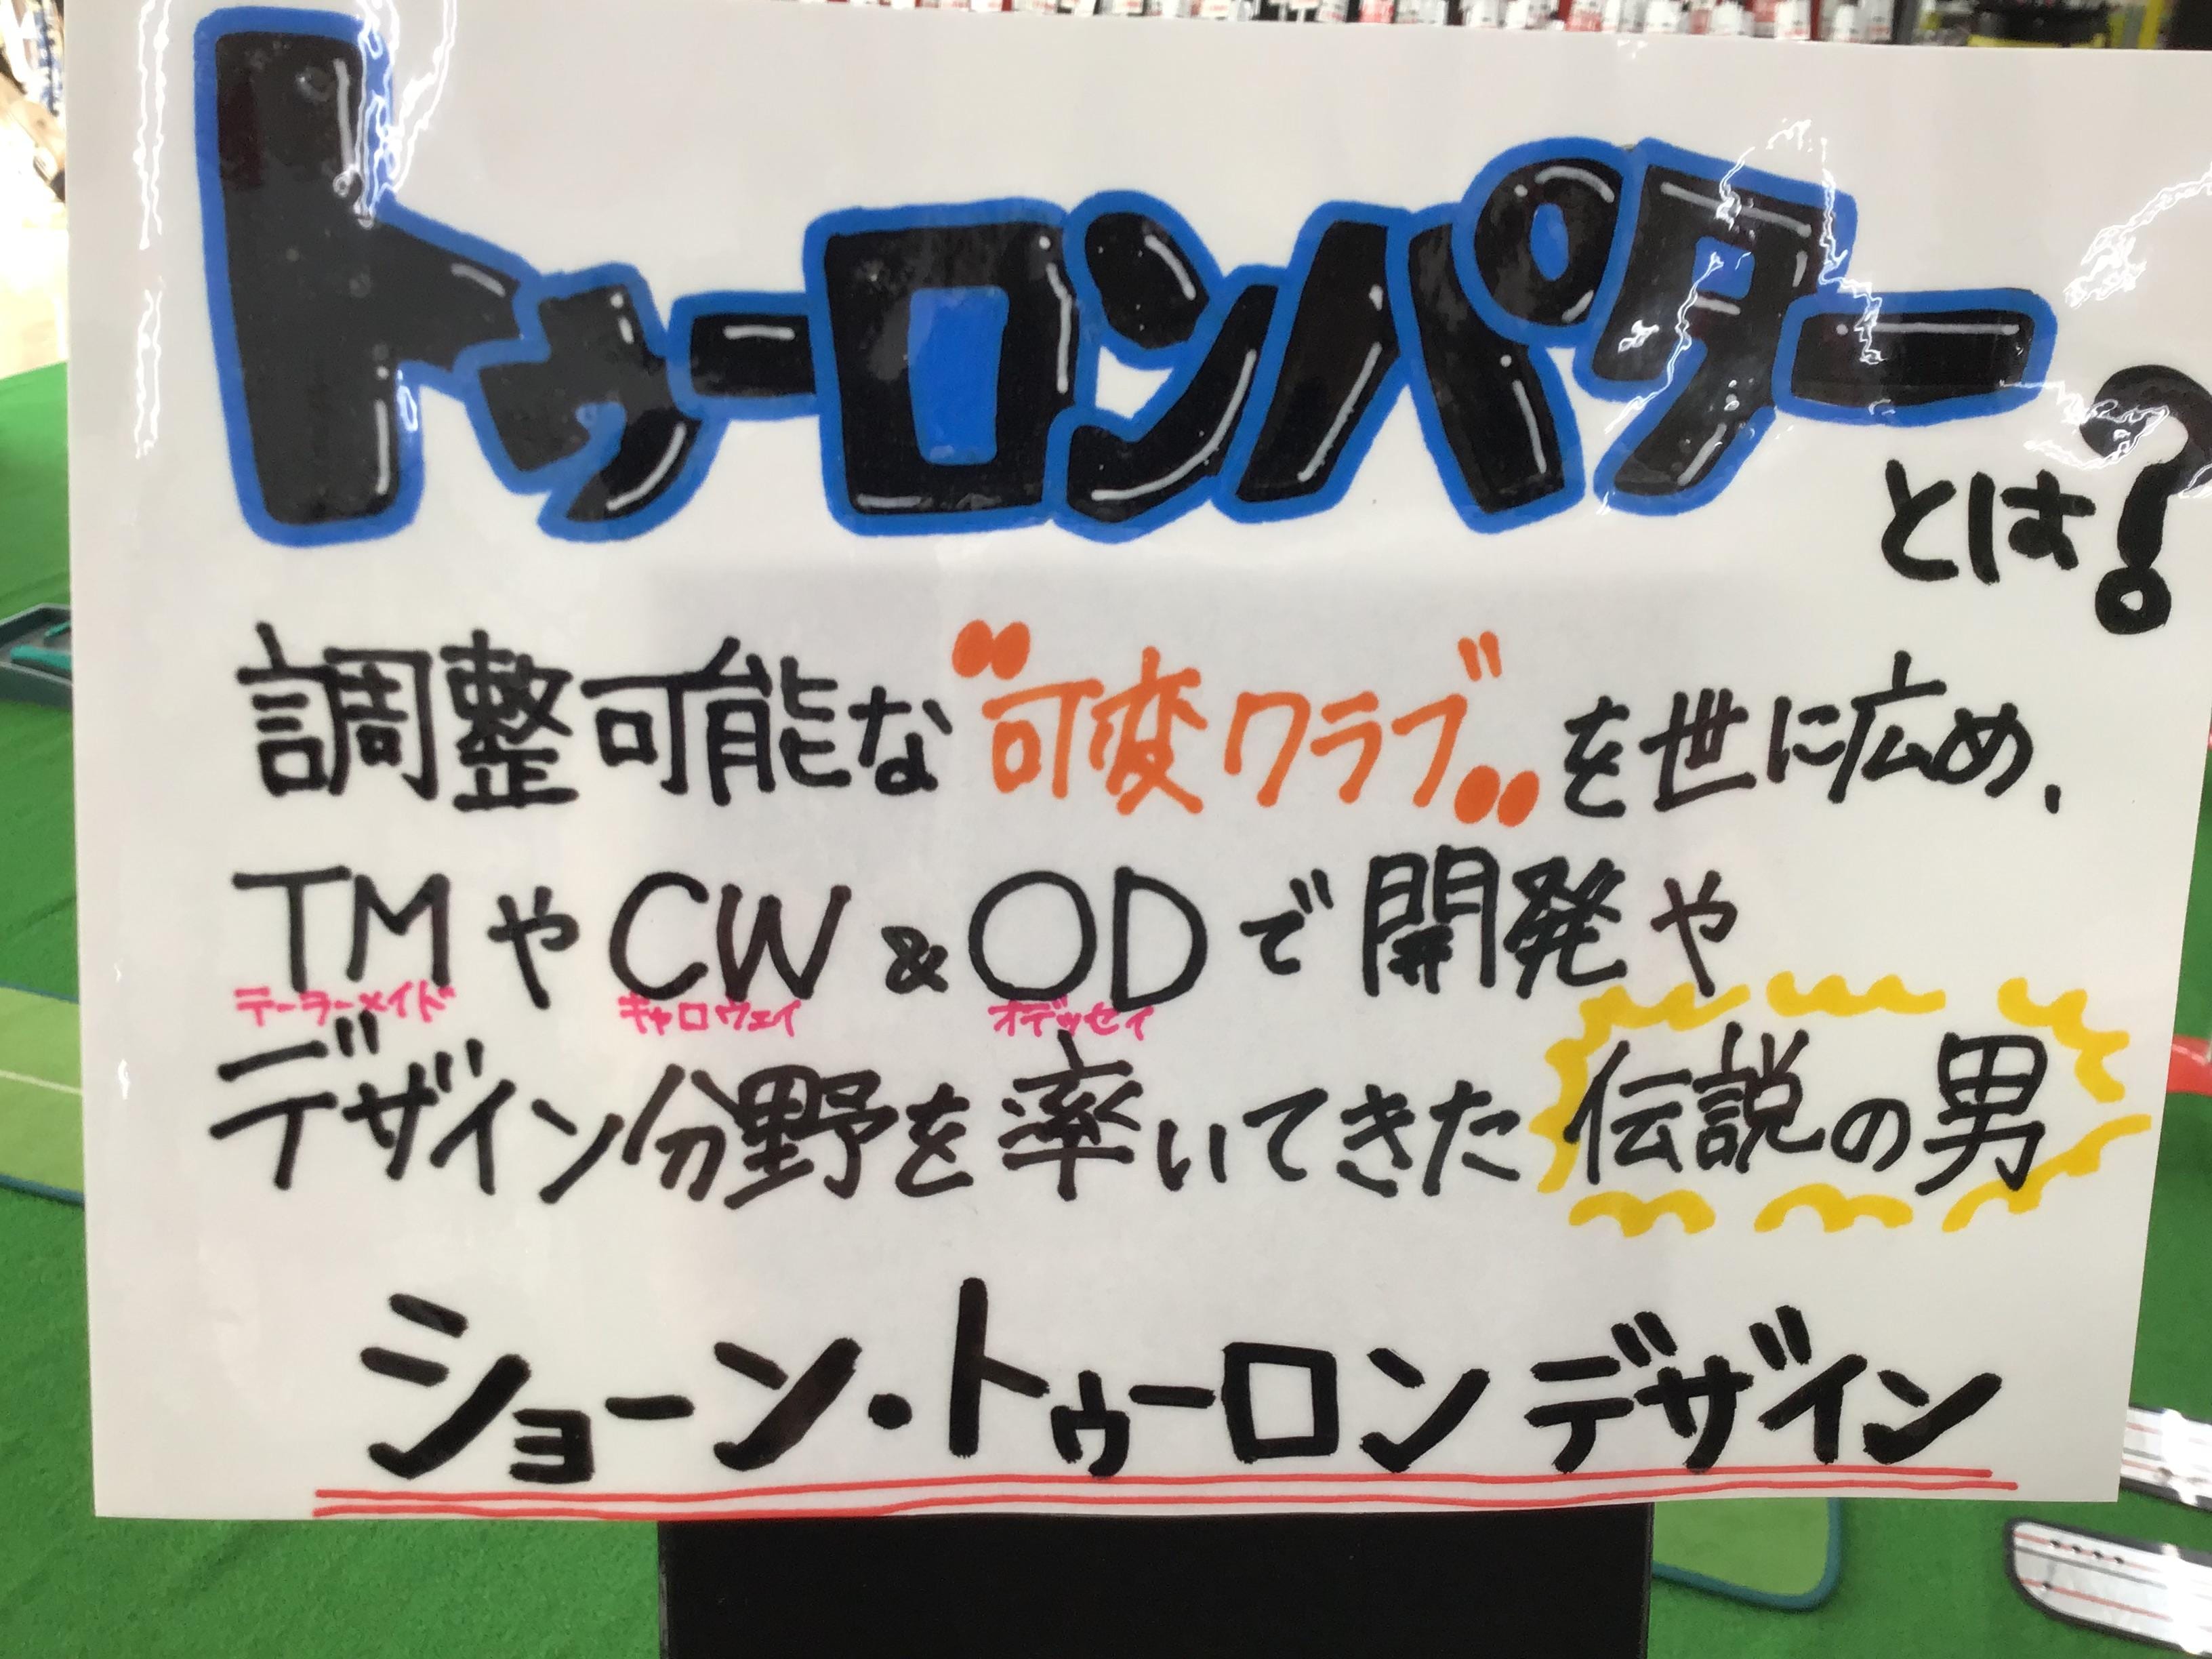 トゥーロンパター
とは?
調整可能な"可変クラブ"を世に広め、
TMやCW&ODで開発や
テーラーメイド キャロウェイ オデッセイ
デザイン分野を率いてきた伝説の男
ショーン・トゥーロンデザイン